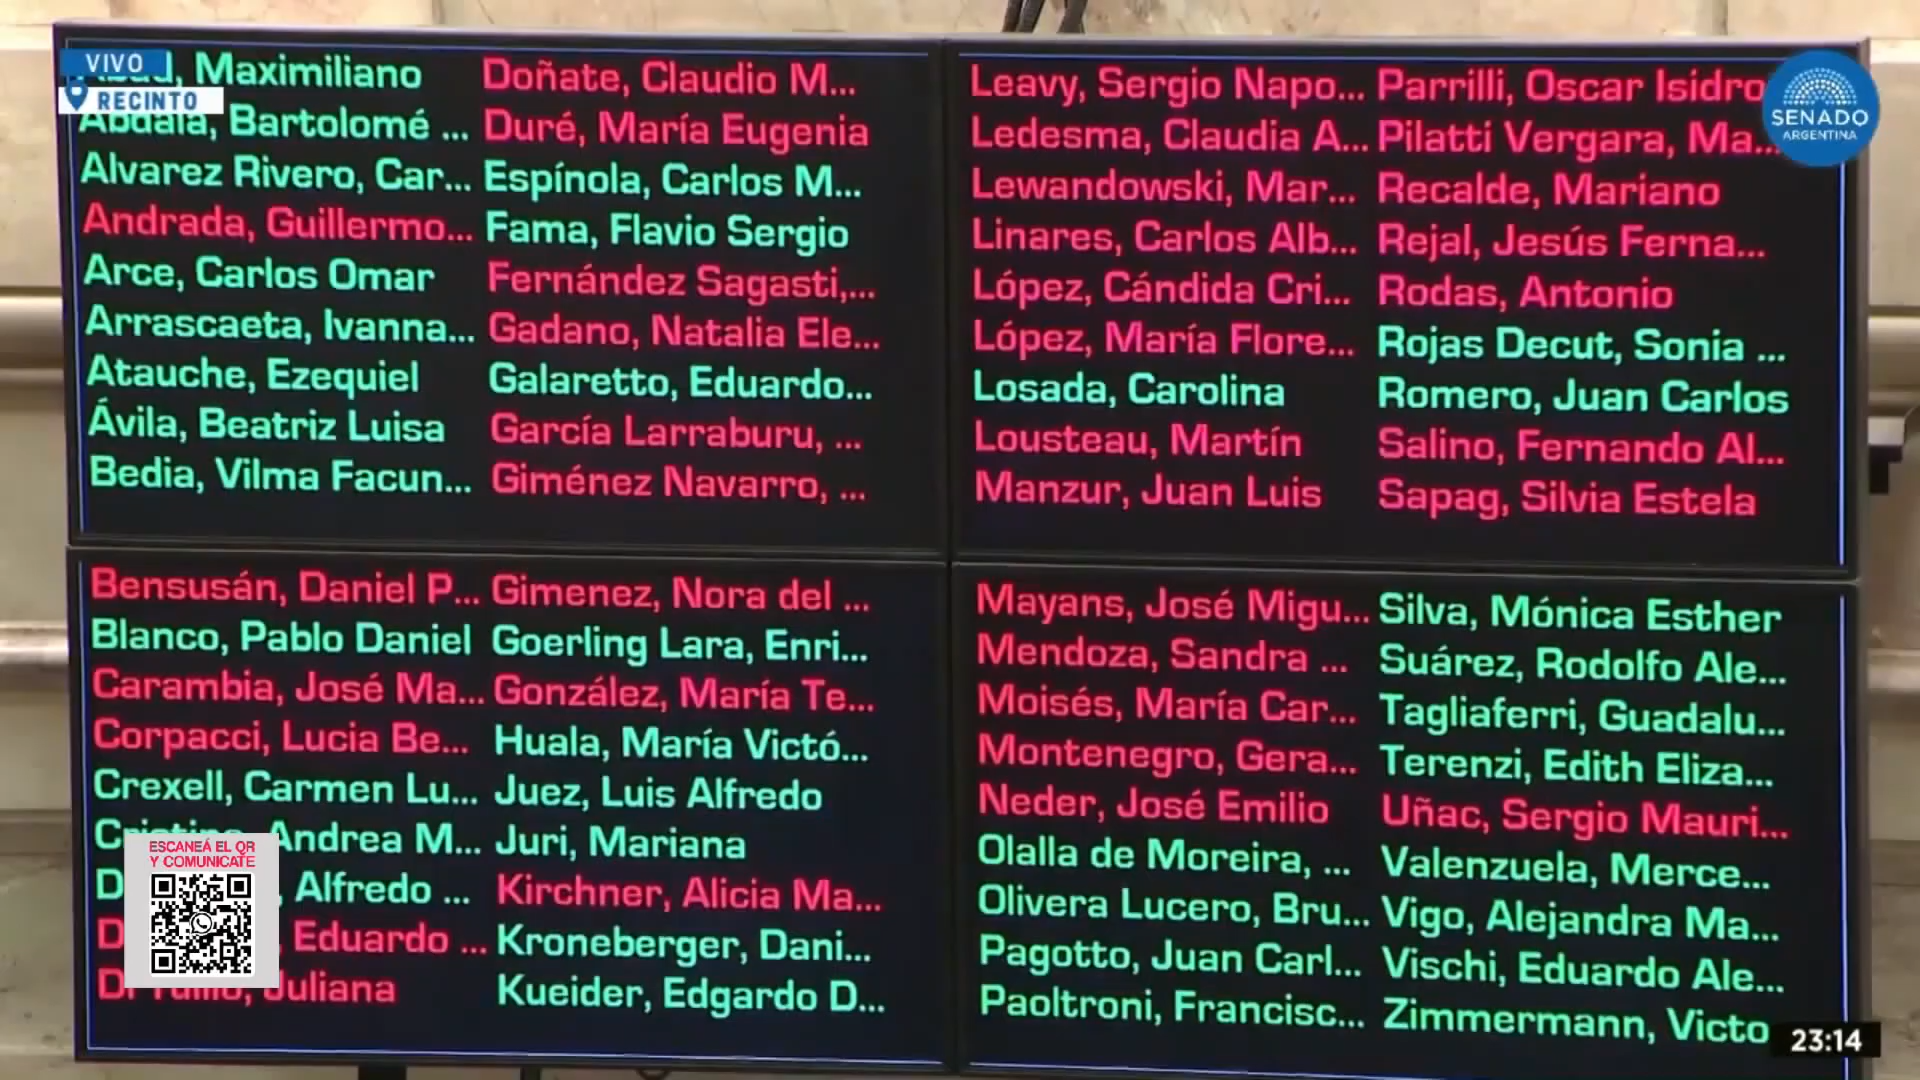 VIVO
RECINTO
Abad, Maximiliano
Abdala, Bartolomé ...
Alvarez Rivero, Car...
Andrada, Guillermo...
Arce, Carlos Omar
Arrascaeta, Ivanna...
Atauche, Ezequiel
Ávila, Beatriz Luisa
Bedia, Vilma Facun...
Doñate, Claudio M...
Duré, María Eugenia
Espínola, Carlos M...
Fama, Flavio Sergio
Fernández Sagasti,...
Gadano, Natalia Ele...
Galaretto, Eduardo...
García Larraburu, ...
Giménez Navarro, ...
Leavy, Sergio Napo...
Ledesma, Claudia A...
Lewandowski, Mar...
Linares, Carlos Alb...
López, Cándida Cri...
López, María Flore...
Losada, Carolina
Lousteau, Martín
Manzur, Juan Luis
Parrilli, Oscar Isidro
Pilatti Vergara, Ma...
Recalde, Mariano
Rejal, Jesús Ferna...
Rodas, Antonio
Rojas Decut, Sonia ...
Romero, Juan Carlos
Salino, Fernando Al...
Sapag, Silvia Estela
SENADO
ARGENTINA
Bensusán, Daniel P...
Blanco, Pablo Daniel
Carambia, José Ma...
Corpacci, Lucia Be...
Crexell, Carmen Lu...
Cristina, Andrea M...
, Alfredo ...
, Eduardo ...
Di Tullio, Juliana
ESCANEÁ EL QR
Y COMUNICATE
Gimenez, Nora del ...
Goerling Lara, Enri...
González, María Te...
Huala, María Victó...
Juez, Luis Alfredo
Juri, Mariana
Kirchner, Alicia Ma...
Kroneberger, Dani...
Kueider, Edgardo D...
Mayans, José Migu...
Mendoza, Sandra ...
Moisés, María Car...
Montenegro, Gera...
Neder, José Emilio
Olalla de Moreira, ...
Olivera Lucero, Bru...
Pagotto, Juan Carl...
Paoltroni, Francisc...
Silva, Mónica Esther
Suárez, Rodolfo Ale...
Tagliaferri, Guadalu...
Terenzi, Edith Eliza...
Uñac, Sergio Mauri...
Valenzuela, Merce...
Vigo, Alejandra Ma...
Vischi, Eduardo Ale...
Zimmermann, Victo
23:14